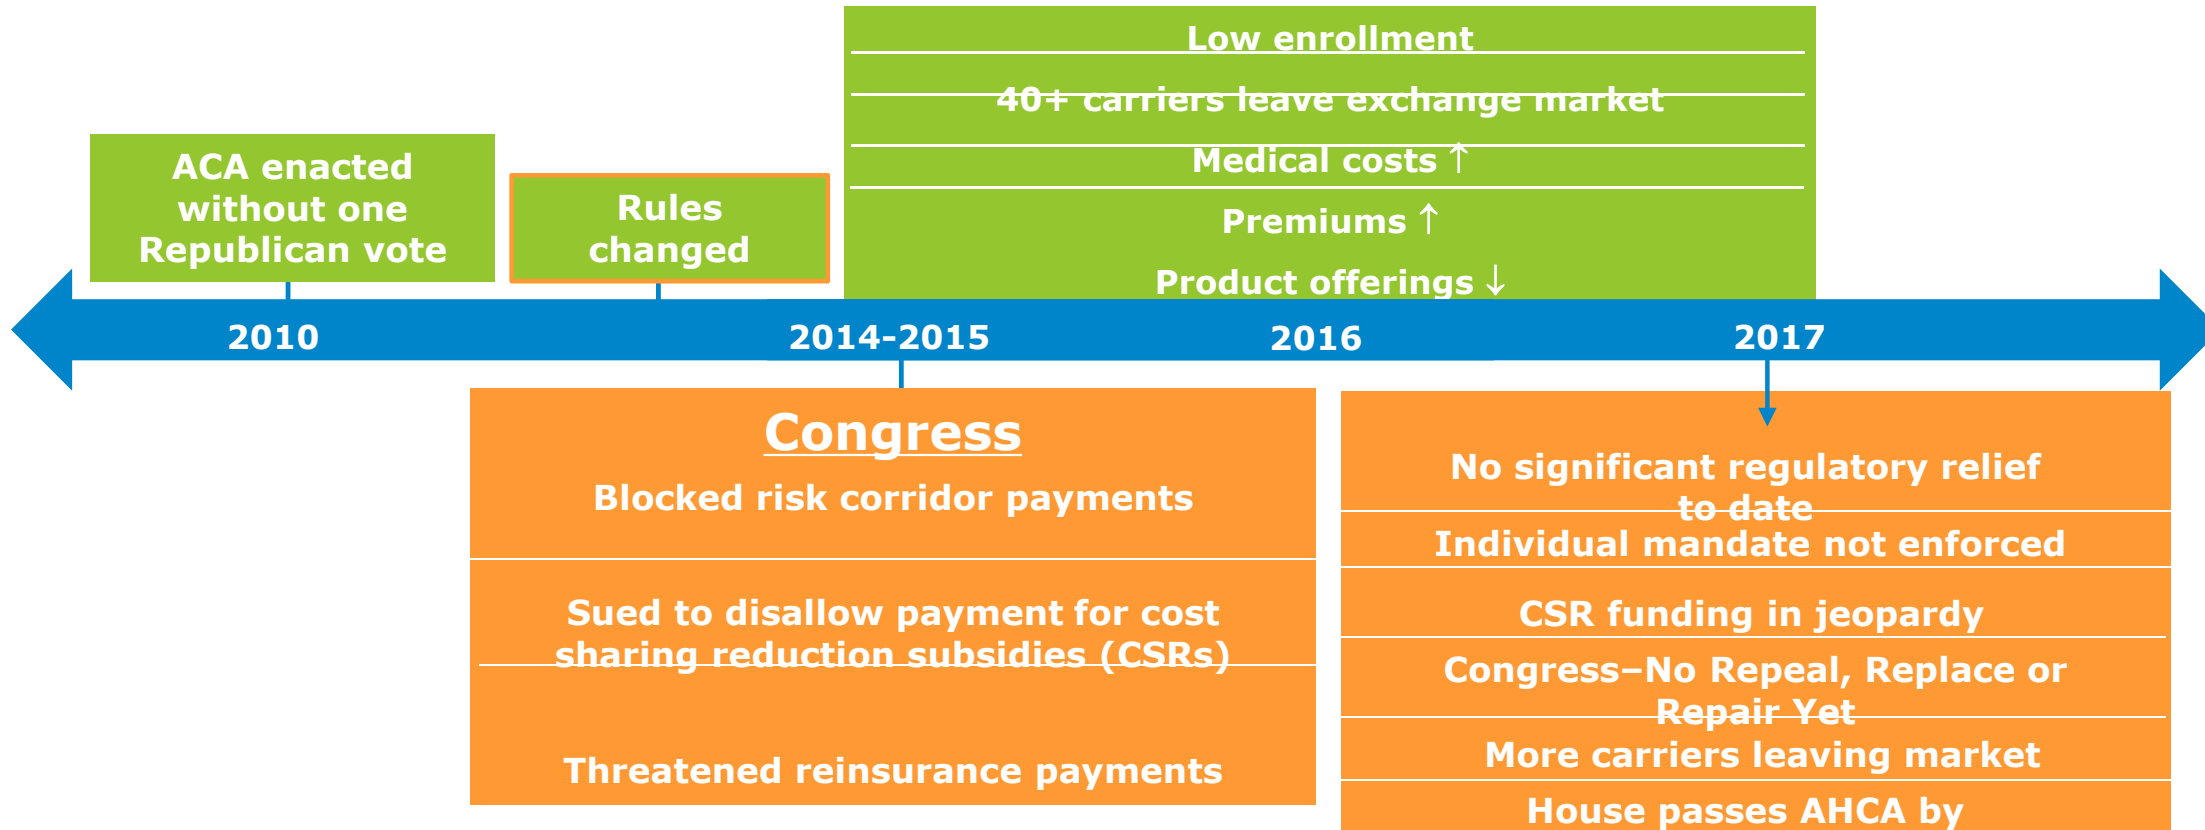 Low enrollment
40+ carriers leave exchange market
Medical costs ↑
Premiums ↑
Product offerings ↓
ACA enacted
without one
Republican vote
Rules
changed
2010
2014-2015
2016
2017
Congress
Blocked risk corridor payments
Sued to disallow payment for cost
sharing reduction subsidies (CSRs)
Threatened reinsurance payments
No significant regulatory relief
to date
Individual mandate not enforced
CSR funding in jeopardy
Congress–No Repeal, Replace or
Repair Yet
More carriers leaving market
House passes AHCA by